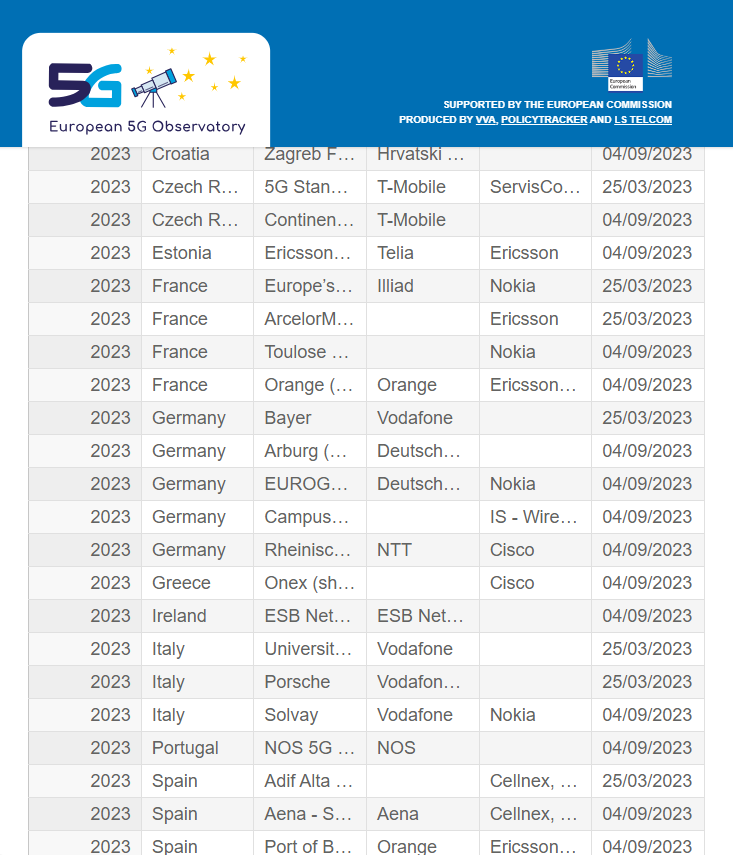 5G
European 5G Observatory
European
Commission
SUPPORTED BY THE EUROPEAN COMMISSION
PRODUCED BY VVA, POLICYTRACKER AND LS TELCOM
2023 Croatia Zagreb F... Hrvatski ... 04/09/2023
2023 Czech R... 5G Stan... T-Mobile ServisCo... 25/03/2023
2023 Czech R... Continen... T-Mobile 04/09/2023
2023 Estonia Ericsson... Telia Ericsson 04/09/2023
2023 France Europe's... Illiad Nokia 25/03/2023
2023 France ArcelorM... Ericsson 25/03/2023
2023 France Toulose ... Nokia 04/09/2023
2023 France Orange (... Orange Ericsson... 04/09/2023
2023 Germany Bayer Vodafone 25/03/2023
2023 Germany Arburg (... Deutsch... 04/09/2023
2023 Germany EUROG... Deutsch... Nokia 04/09/2023
2023 Germany Campus... IS - Wire... 04/09/2023
2023 Germany Rheinisc... NTT Cisco 04/09/2023
2023 Greece Onex (sh... Cisco 04/09/2023
2023 Ireland ESB Net... ESB Net... 04/09/2023
2023 Italy Universit... Vodafone 25/03/2023
2023 Italy Porsche Vodafon... 25/03/2023
2023 Italy Solvay Vodafone Nokia 04/09/2023
2023 Portugal NOS 5G ... NOS 04/09/2023
2023 Spain Adif Alta ... Cellnex, ... 25/03/2023
2023 Spain Aena - S... Aena Cellnex, ... 04/09/2023
2023 Spain Port of B... Orange Ericsson... 04/09/2023